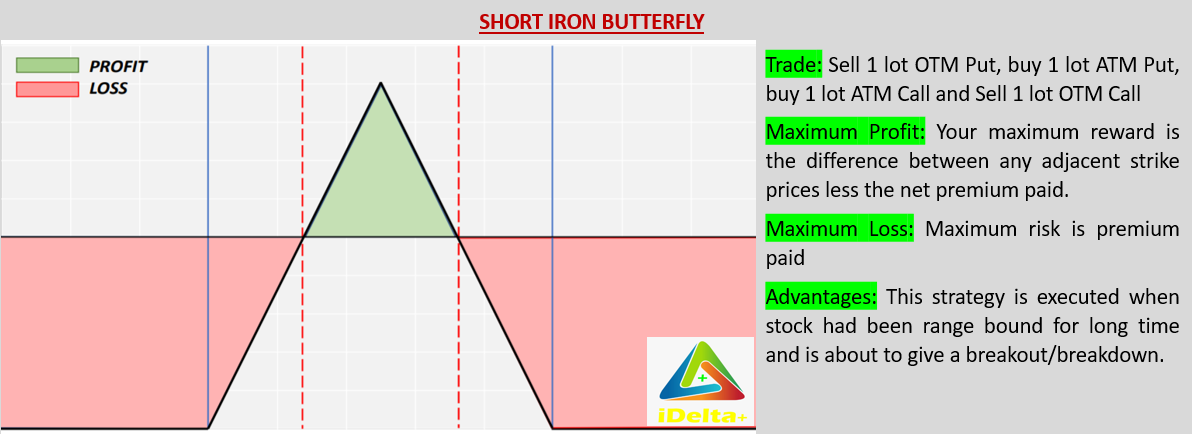 SHORT IRON BUTTERFLY
PROFIT
LOSS
Trade: Sell 1 lot OTM Put, buy 1 lot ATM Put,
buy 1 lot ATM Call and Sell 1 lot OTM Call
Maximum Profit: Your maximum reward is
the difference between any adjacent strike
prices less the net premium paid.
Maximum Loss: Maximum risk is premium
paid
Advantages: This strategy is executed when
stock had been range bound for long time
and is about to give a breakout/breakdown.
+
iDelta+